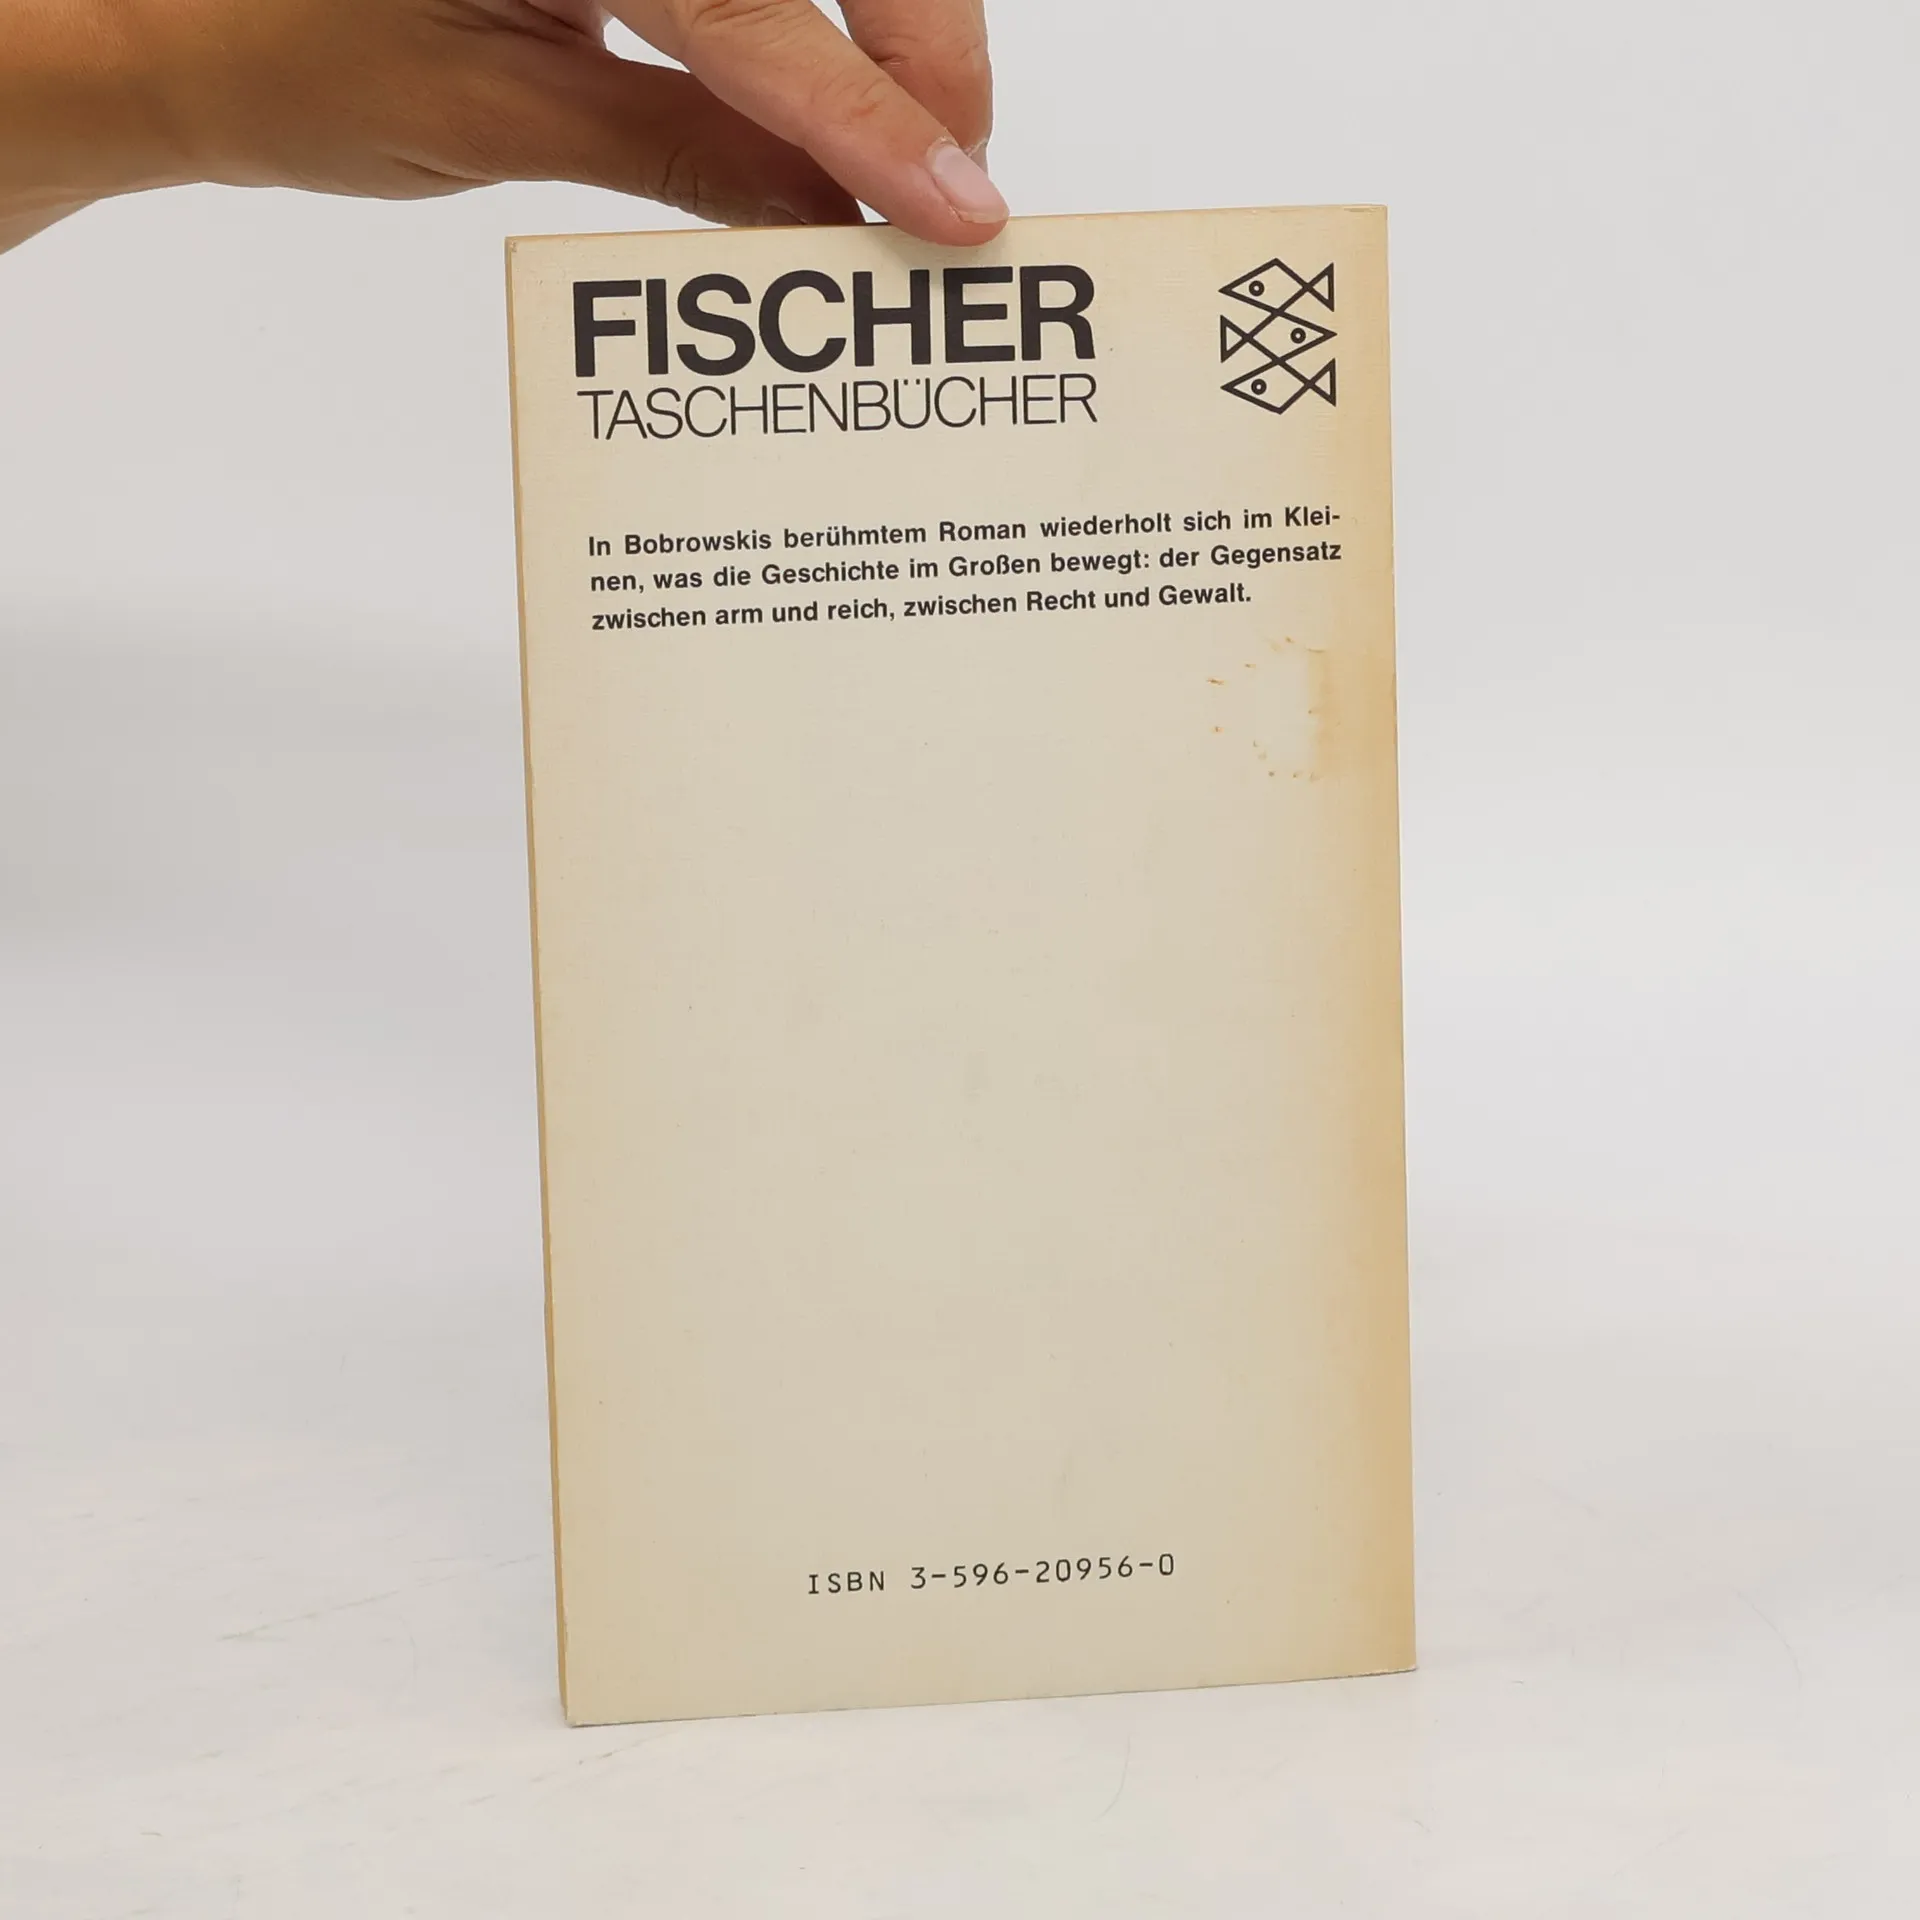 FISCHER
TASCHENBÜCHER
In Bobrowskis berühmtem Roman wiederholt sich im Klei-
nen, was die Geschichte im Großen bewegt: der Gegensatz
zwischen arm und reich, zwischen Recht und Gewalt.
ISBN 3-596-20956-0